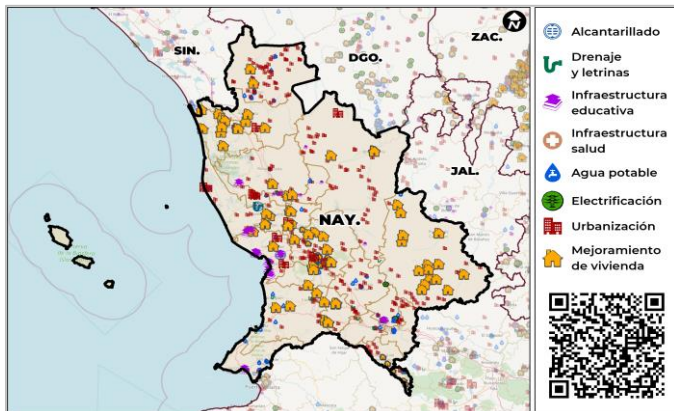 SIN.
DGO.
ZAC.
JAL.
NAY.
Alcantarillado
Drenaje
y letrinas
Infraestructura
educativa
Infraestructura
salud
Agua potable
Electrificación
Urbanización
Mejoramiento
de vivienda